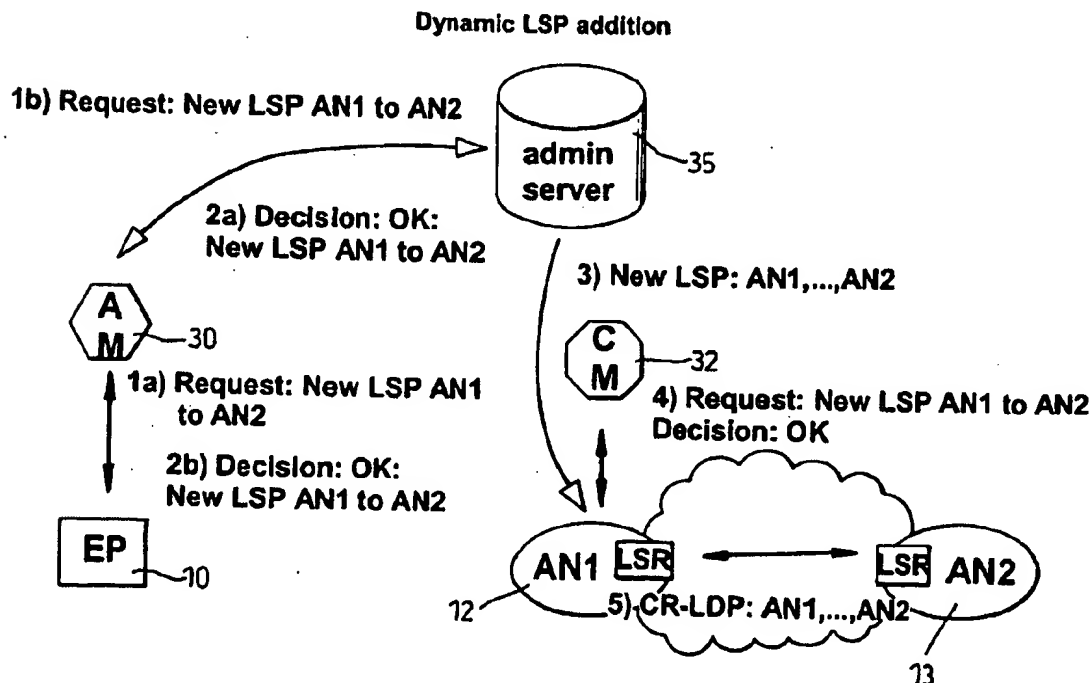 Dynamic LSP addition
1b) Request: New LSP AN1 to AN2
admin
server
35
2a) Decision: OK:
New LSP AN1 to AN2
3) New LSP: AN1,...,AN2
A
M
30
C
M
32
1a) Request: New LSP AN1
to AN2
4) Request: New LSP AN1 to AN2
Decision: OK
2b) Decision: OK:
New LSP AN1 to AN2
EP
10
AN1
LSR
LSR
AN2
12
5) CR-LDP: AN1,...,AN2
13